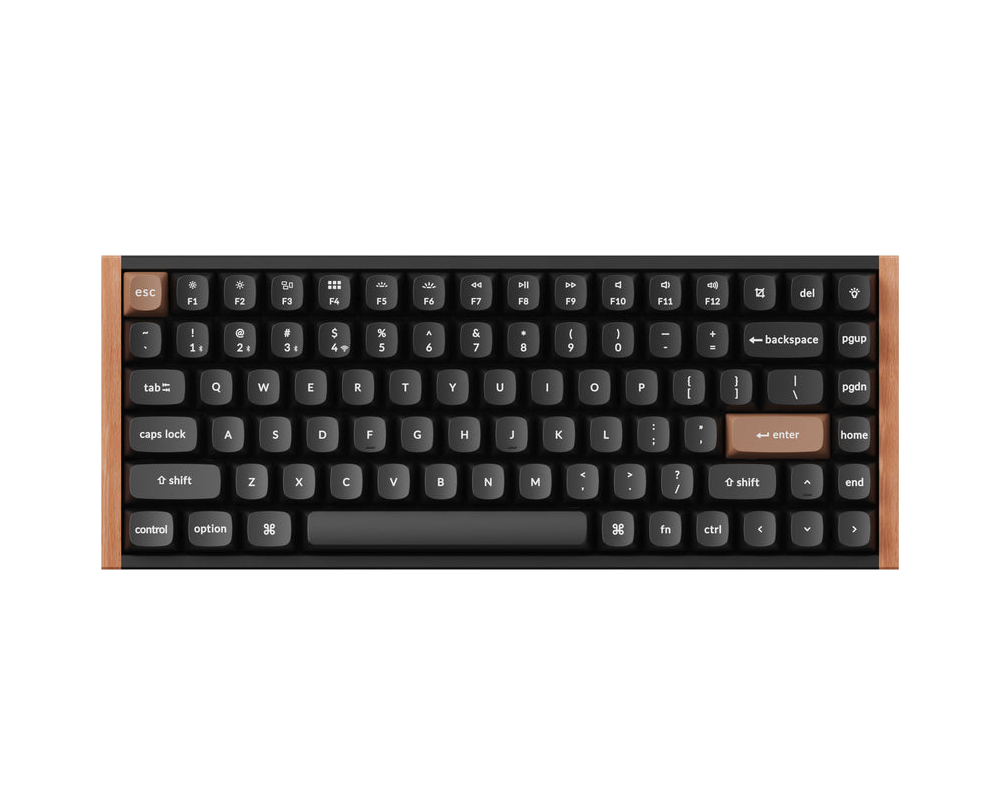 esc F1 F2 F3 F4 F5 F6 F7 F8 F9 F10 F11 F12 del
~ ! @ # $ % ^ & * ( ) — +
` 1 2 3 4 5 6 7 8 9 0 - = backspace pgup
tab Q W E R T Y U I O P { } | pgdn
[ ] \
caps lock A S D F G H J K L : " enter home
; '
shift Z X C V B N M < > ? shift ^ end
, . /
control option ⌘ ⌘ fn ctrl < ⌄ >